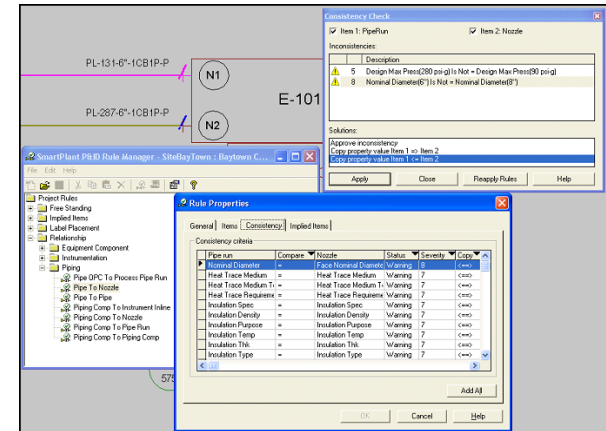 Consistency Check
Item 1: PipeRun
Item 2: Nozzle
Inconsistencies:
Description
5 Design Max Press(280 psi-g) Is Not = Design Max Press(90 psi-g)
8 Nominal Diameter(6") Is Not = Nominal Diameter(8")
Solutions:
Approve inconsistency
Copy property value Item 1 => Item 2
Copy property value Item 1 <= Item 2
Apply Close Reapply Rules Help
PL-131-6"-1CB1P-P
N1
E-101
PL-287-6"-1CB1P-P
N2
SmartPlant P&ID Rule Manager - SiteBayTown : Baytown C...
File Edit Help
Project Rules
Free Standing
Implied Items
Label Placement
Relationship
Equipment Component
Instrumentation
Piping
Pipe OPC To Process Pipe Run
Pipe To Nozzle
Pipe To Pipe
Piping Comp To Instrument Inline
Piping Comp To Nozzle
Piping Comp To Pipe Run
Piping Comp To Piping Comp
575
Rule Properties
General Items Consistency Implied Items
Consistency criteria
Pipe run Compare Nozzle Status Severity Copy
Nominal Diameter = Face Nominal Diamete Warning 8 <==>
Heat Trace Medium = Heat Trace Medium Warning 7 <==>
Heat Trace Medium T = Heat Trace Medium T Warning 7 <==>
Heat Trace Requireme = Heat Trace Requireme Warning 7 <==>
Insulation Spec = Insulation Spec Warning 7 <==>
Insulation Density = Insulation Density Warning 7 <==>
Insulation Purpose = Insulation Purpose Warning 7 <==>
Insulation Temp = Insulation Temp Warning 7 <==>
Insulation Thk = Insulation Thk Warning 7 <==>
Insulation Type = Insulation Type Warning 7 <==>
Add All
OK Cancel Help